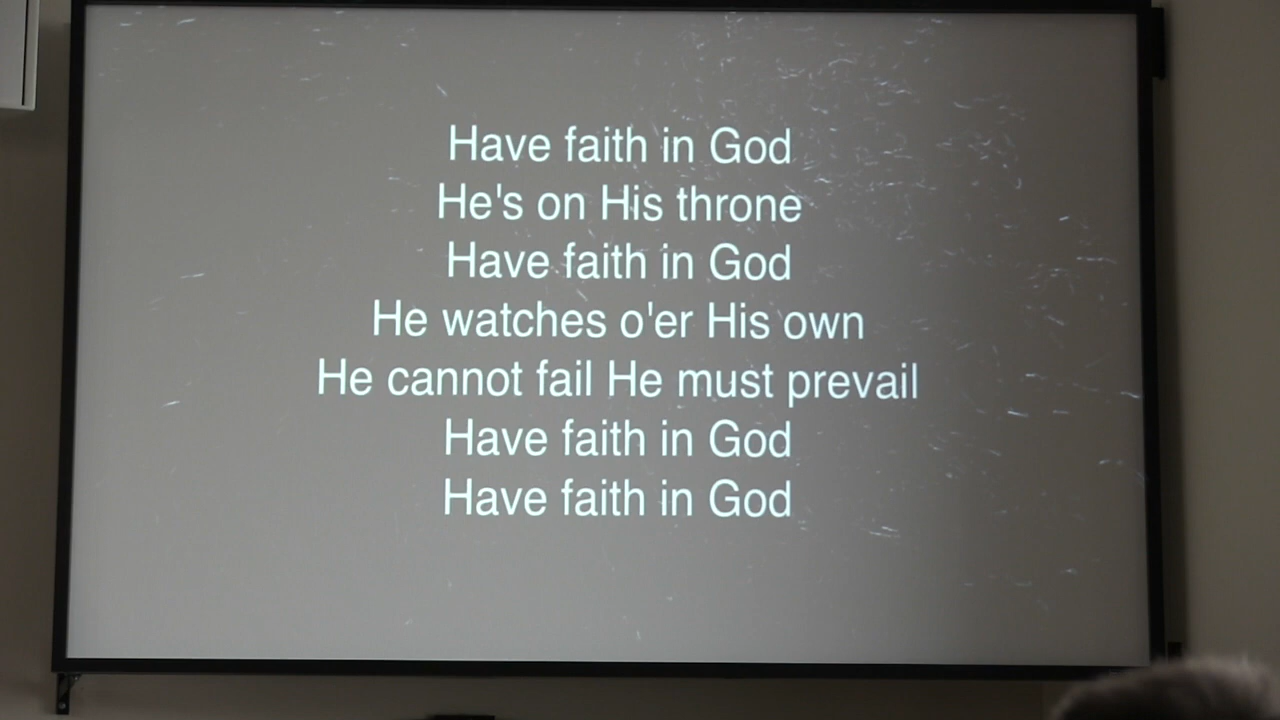 Have faith in God
He's on His throne
Have faith in God
He watches o'er His own
He cannot fail He must prevail
Have faith in God
Have faith in God